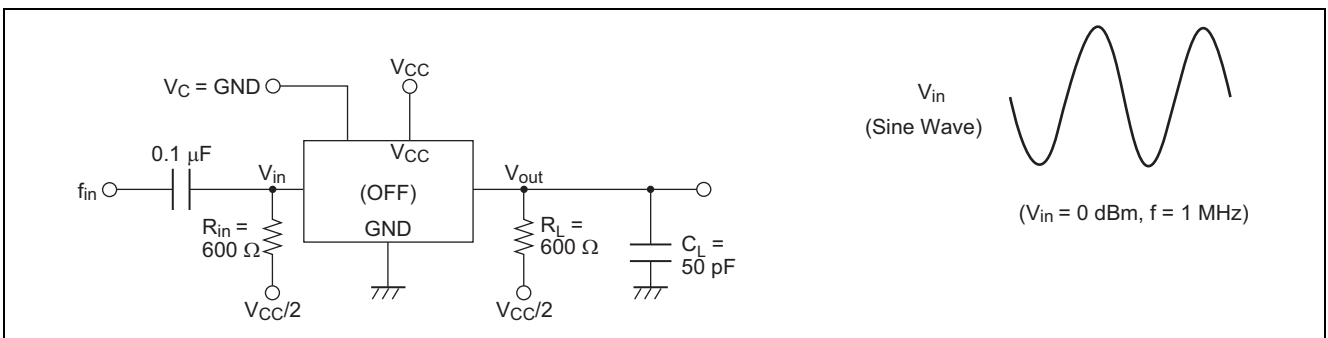 V_C = GND
V_CC
V_CC
0.1 μF
f_in
V_in
(OFF)
GND
R_in =
600 Ω
V_CC/2
V_out
R_L =
600 Ω
V_CC/2
C_L =
50 pF
V_in
(Sine Wave)
(V_in = 0 dBm, f = 1 MHz)